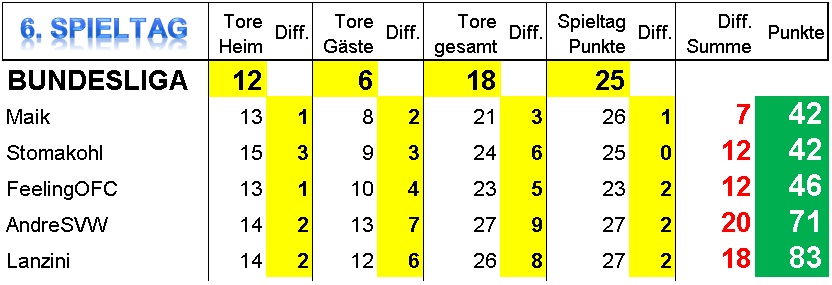 6. SPIELTAG Tore Heim Diff. Tore Gäste Diff. Tore gesamt Diff. Spieltag Punkte Diff. Diff. Summe Punkte
BUNDESLIGA 12 6 18 25
Maik 13 1 8 2 21 3 26 1 7 42
Stomakohl 15 3 9 3 24 6 25 0 12 42
FeelingOFC 13 1 10 4 23 5 23 2 12 46
AndreSVW 14 2 13 7 27 9 27 2 20 71
Lanzini 14 2 12 6 26 8 27 2 18 83